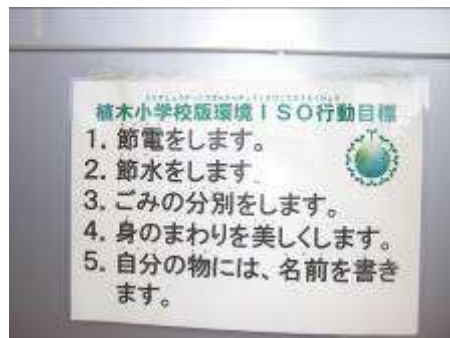 植木小学校版環境ISO行動目標
1. 節電をします。
2. 節水をします
3. ごみの分別をします。
4. 身のまわりを美しくします。
5. 自分の物には、名前を書き
ます。